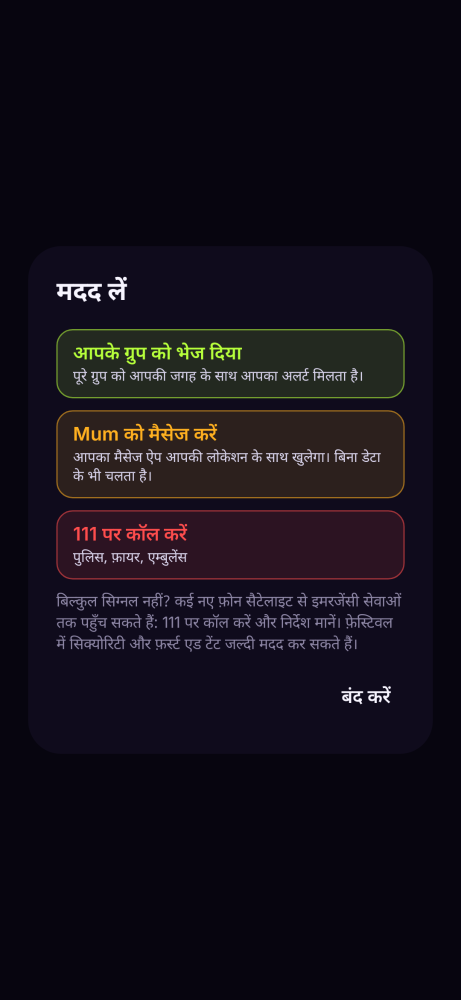 मदद लें
आपके ग्रुप को भेज दिया
पूरे ग्रुप को आपकी जगह के साथ आपका अलर्ट मिलता है।
Mum को मैसेज करें
आपका मैसेज ऐप आपकी लोकेशन के साथ खुलेगा। बिना डेटा
के भी चलता है।
111 पर कॉल करें
पुलिस, फ़ायर, एम्बुलेंस
बिल्कुल सिग्नल नहीं? कई नए फ़ोन सैटेलाइट से इमरजेंसी सेवाओं
तक पहुँच सकते हैं: 111 पर कॉल करें और निर्देश मानें। फ़ेस्टिवल
में सिक्योरिटी और फ़र्स्ट एड टेंट जल्दी मदद कर सकते हैं।
बंद करें